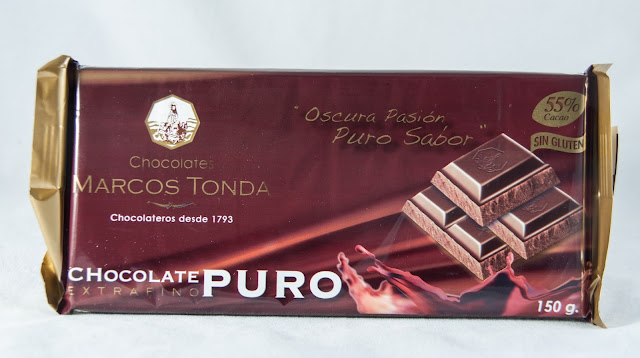 Chocolates
MARCOS TONDA
Chocolateros desde 1793
"Oscura Pasión
Puro Sabor"
55%
Cacao
SIN GLUTEN
CHOCOLATE PURO
EXTRAFINO
150 g.